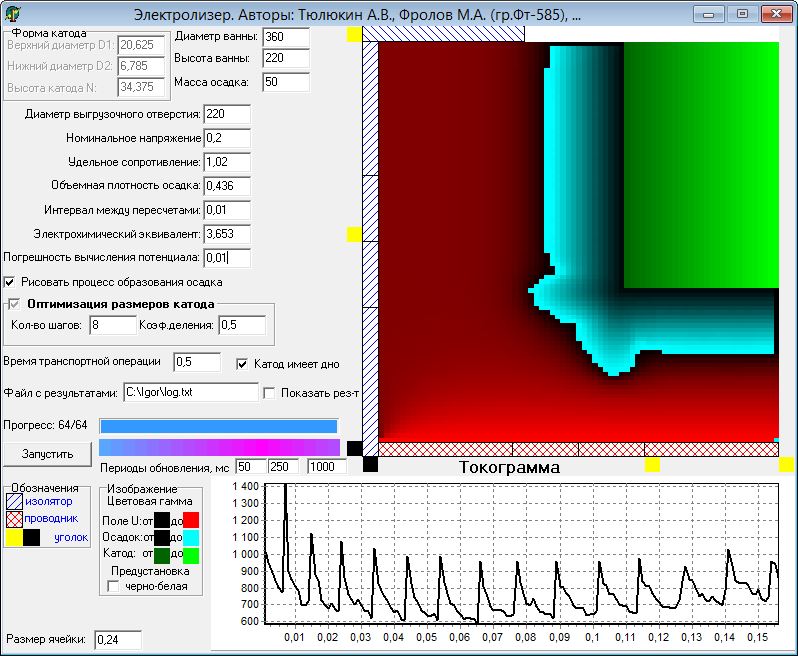 Электролизер. Авторы: Тюлюкин А.В., Фролов М.А. (гр.Фт-585), ...
Форма катода
Верхний диаметр D1: 20,625
Нижний диаметр D2: 6,785
Высота катода N: 34,375
Диаметр ванны: 360
Высота ванны: 220
Масса осадка: 50
Диаметр выгрузочного отверстия: 220
Номинальное напряжение 0,2
Удельное сопротивление: 1,02
Объемная плотность осадка: 0,436
Интервал между пересчетами: 0,01
Электрохимический эквивалент: 3,653
Погрешность вычисления потенциала: 0,01
Рисовать процесс образования осадка
Оптимизация размеров катода
Кол-во шагов: 8 Коэф.деления: 0,5
Время транспортной операции 0,5 Катод имеет дно
Файл с результатами: C:\Igor\log.txt Показать рез-т
Прогресс: 64/64
Запустить
Периоды обновления, мс 50 250 1000
Обозначения
изолятор
проводник
уголок
Изображение
Цветовая гамма
Поле U: от до
Осадок: от до
Катод: от до
Предустановка
черно-белая
Размер ячейки: 0,24
Токограмма
1 400
1 300
1 200
1 100
1 000
900
800
700
600
0,01 0,02 0,03 0,04 0,05 0,06 0,07 0,08 0,09 0,1 0,11 0,12 0,13 0,14 0,15